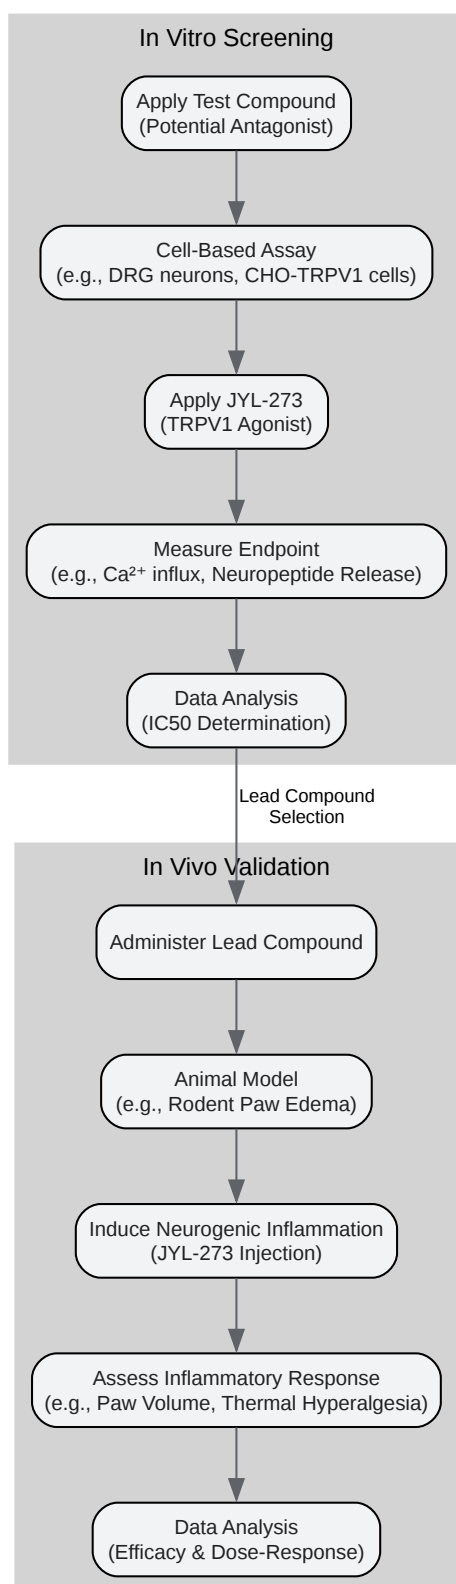 In Vitro Screening
Apply Test Compound
(Potential Antagonist)
Cell-Based Assay
(e.g., DRG neurons, CHO-TRPV1 cells)
Apply JYL-273
(TRPV1 Agonist)
Measure Endpoint
(e.g., Ca²⁺ influx, Neuropeptide Release)
Data Analysis
(IC50 Determination)
Lead Compound
Selection
In Vivo Validation
Administer Lead Compound
Animal Model
(e.g., Rodent Paw Edema)
Induce Neurogenic Inflammation
(JYL-273 Injection)
Assess Inflammatory Response
(e.g., Paw Volume, Thermal Hyperalgesia)
Data Analysis
(Efficacy & Dose-Response)